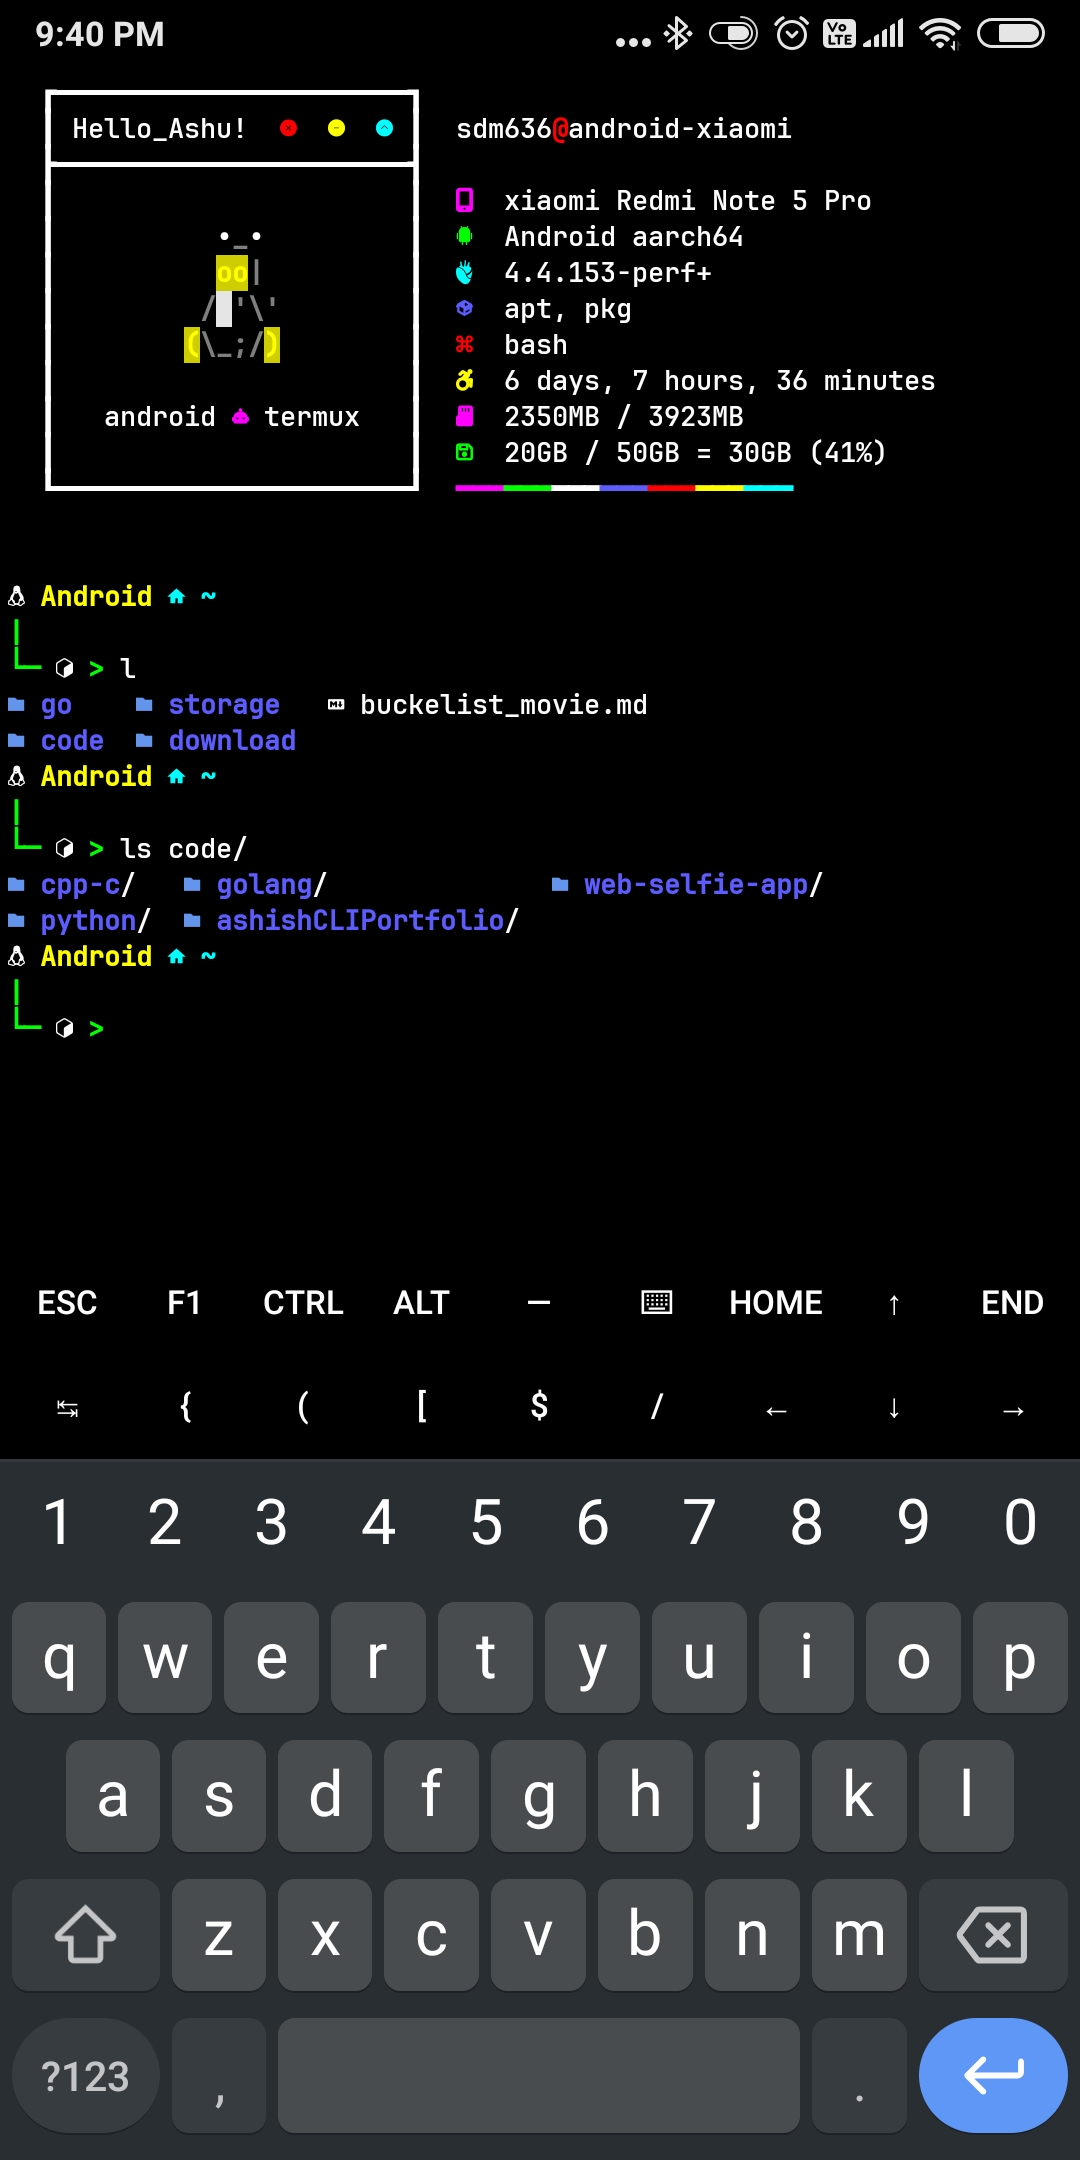 9:40 PM
Vo LTE
Hello_Ashu!
sdm636@android-xiaomi
xiaomi Redmi Note 5 Pro
Android aarch64
4.4.153-perf+
apt, pkg
bash
6 days, 7 hours, 36 minutes
2350MB / 3923MB
20GB / 50GB = 30GB (41%)
•_•
oo|
/ '\'
(\_;/)
android termux
Android ~
> l
go storage buckelist_movie.md
code download
Android ~
> ls code/
cpp-c/ golang/ web-selfie-app/
python/ ashishCLIPortfolio/
Android ~
>
ESC F1 CTRL ALT — HOME ↑ END
↹ { ( [ $ / ← ↓ →
1 2 3 4 5 6 7 8 9 0
q w e r t y u i o p
a s d f g h j k l
z x c v b n m
?123 , .